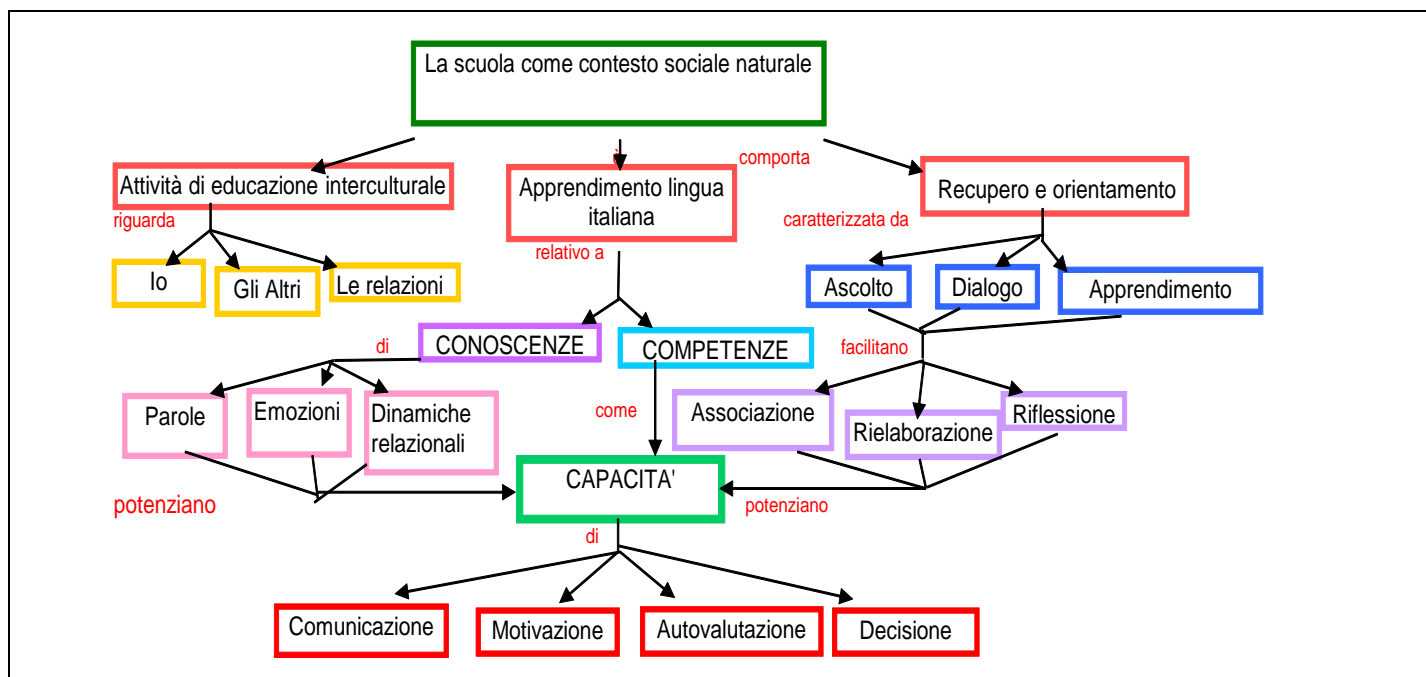 La scuola come contesto sociale naturale
è
comporta
Attività di educazione interculturale
Apprendimento lingua
italiana
Recupero e orientamento
riguarda
caratterizzata da
relativo a
Io
Gli Altri
Le relazioni
Ascolto
Dialogo
Apprendimento
di
CONOSCENZE
COMPETENZE
facilitano
Parole
Emozioni
Dinamiche
relazionali
come
Associazione
Rielaborazione
Riflessione
potenziano
CAPACITA'
potenziano
di
Comunicazione
Motivazione
Autovalutazione
Decisione